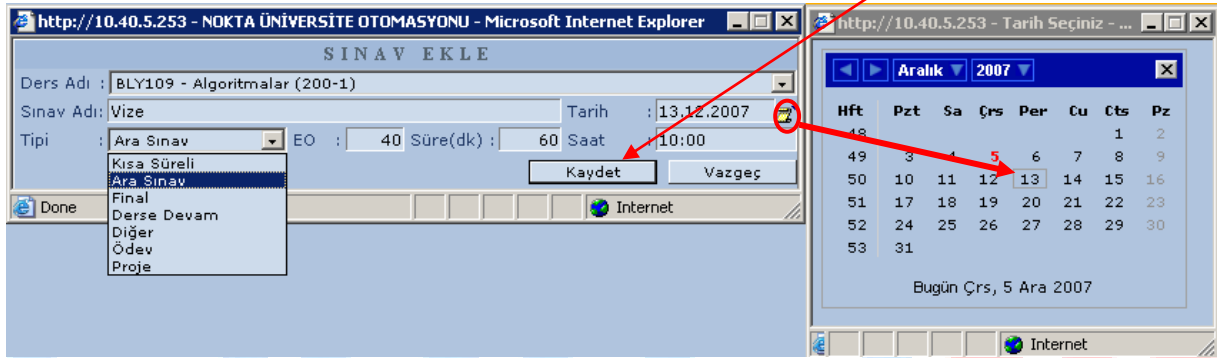 http://10.40.5.253 - NOKTA ÜNİVERSİTE OTOMASYONU - Microsoft Internet Explorer
SINAV EKLE
Ders Adı : BLY109 - Algoritmalar (200-1)
Sınav Adı: Vize Tarih : 13.12.2007
Tipi : Ara Sınav EO : 40 Süre(dk) : 60 Saat : 10:00
Kısa Süreli
Ara Sınav
Final
Derse Devam
Diğer
Ödev
Proje
Kaydet Vazgeç
Done Internet
http://10.40.5.253 - Tarih Seçiniz - ...
Aralık 2007
Hft Pzt Sa Çrs Per Cu Cts Pz
48 1 2
49 3 4 5 6 7 8 9
50 10 11 12 13 14 15 16
51 17 18 19 20 21 22 23
52 24 25 26 27 28 29 30
53 31
Bugün Çrs, 5 Ara 2007
Internet